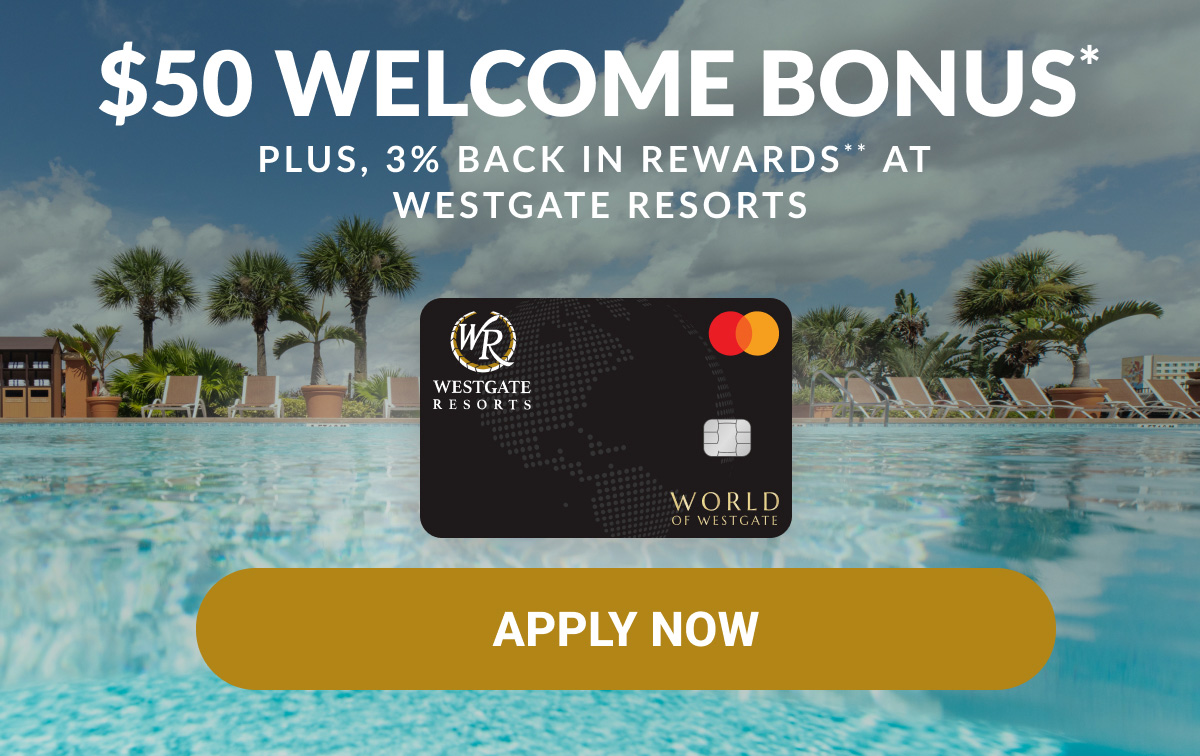 $50 WELCOME BONUS*
PLUS, 3% BACK IN REWARDS** AT
WESTGATE RESORTS
WR
WESTGATE
RESORTS
WORLD
OF WESTGATE
APPLY NOW